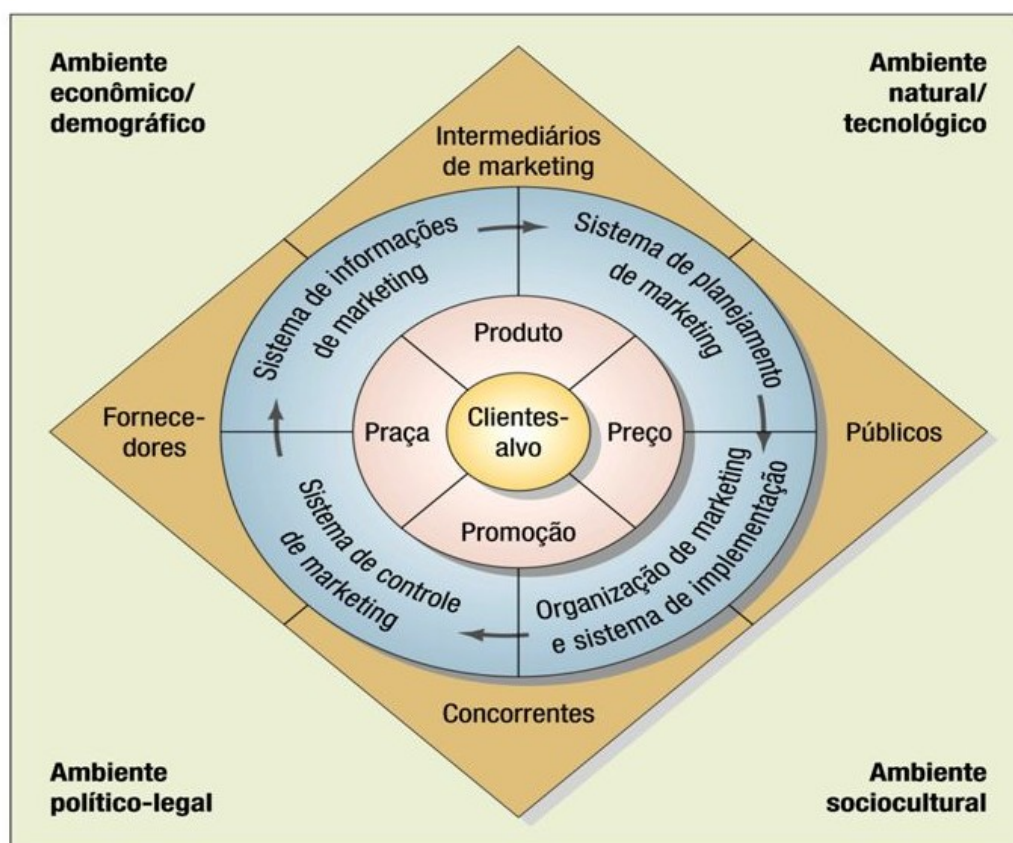 Ambiente
econômico/
demográfico
Ambiente
natural/
tecnológico
Intermediários
de marketing
Sistema de informações
de marketing
Sistema de planejamento
de marketing
Produto
Fornece-
dores
Praça
Clientes-
alvo
Preço
Públicos
Promoção
Sistema de controle
de marketing
Organização de marketing
e sistema de implementação
Concorrentes
Ambiente
político-legal
Ambiente
sociocultural